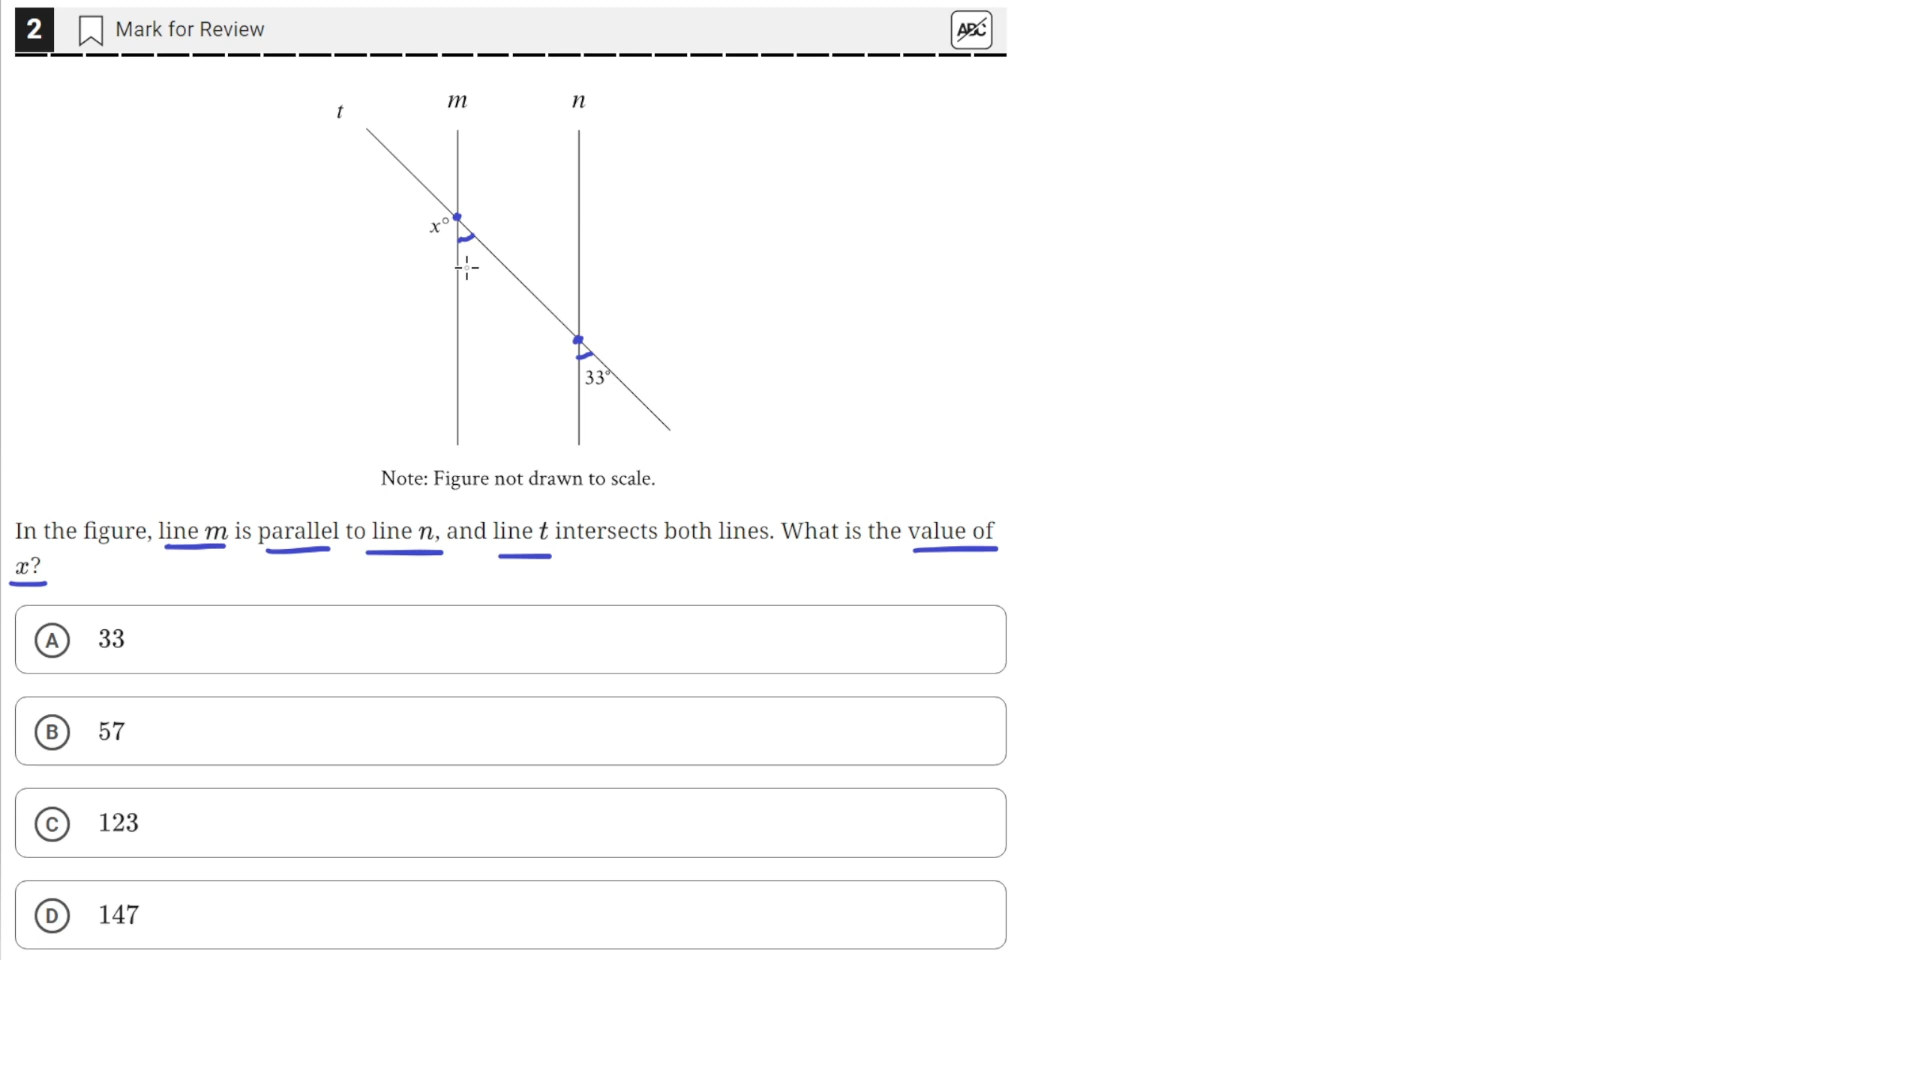 2 Mark for Review ABC
t m n
x°
33°
Note: Figure not drawn to scale.
In the figure, line m is parallel to line n, and line t intersects both lines. What is the value of
x?
A 33
B 57
C 123
D 147